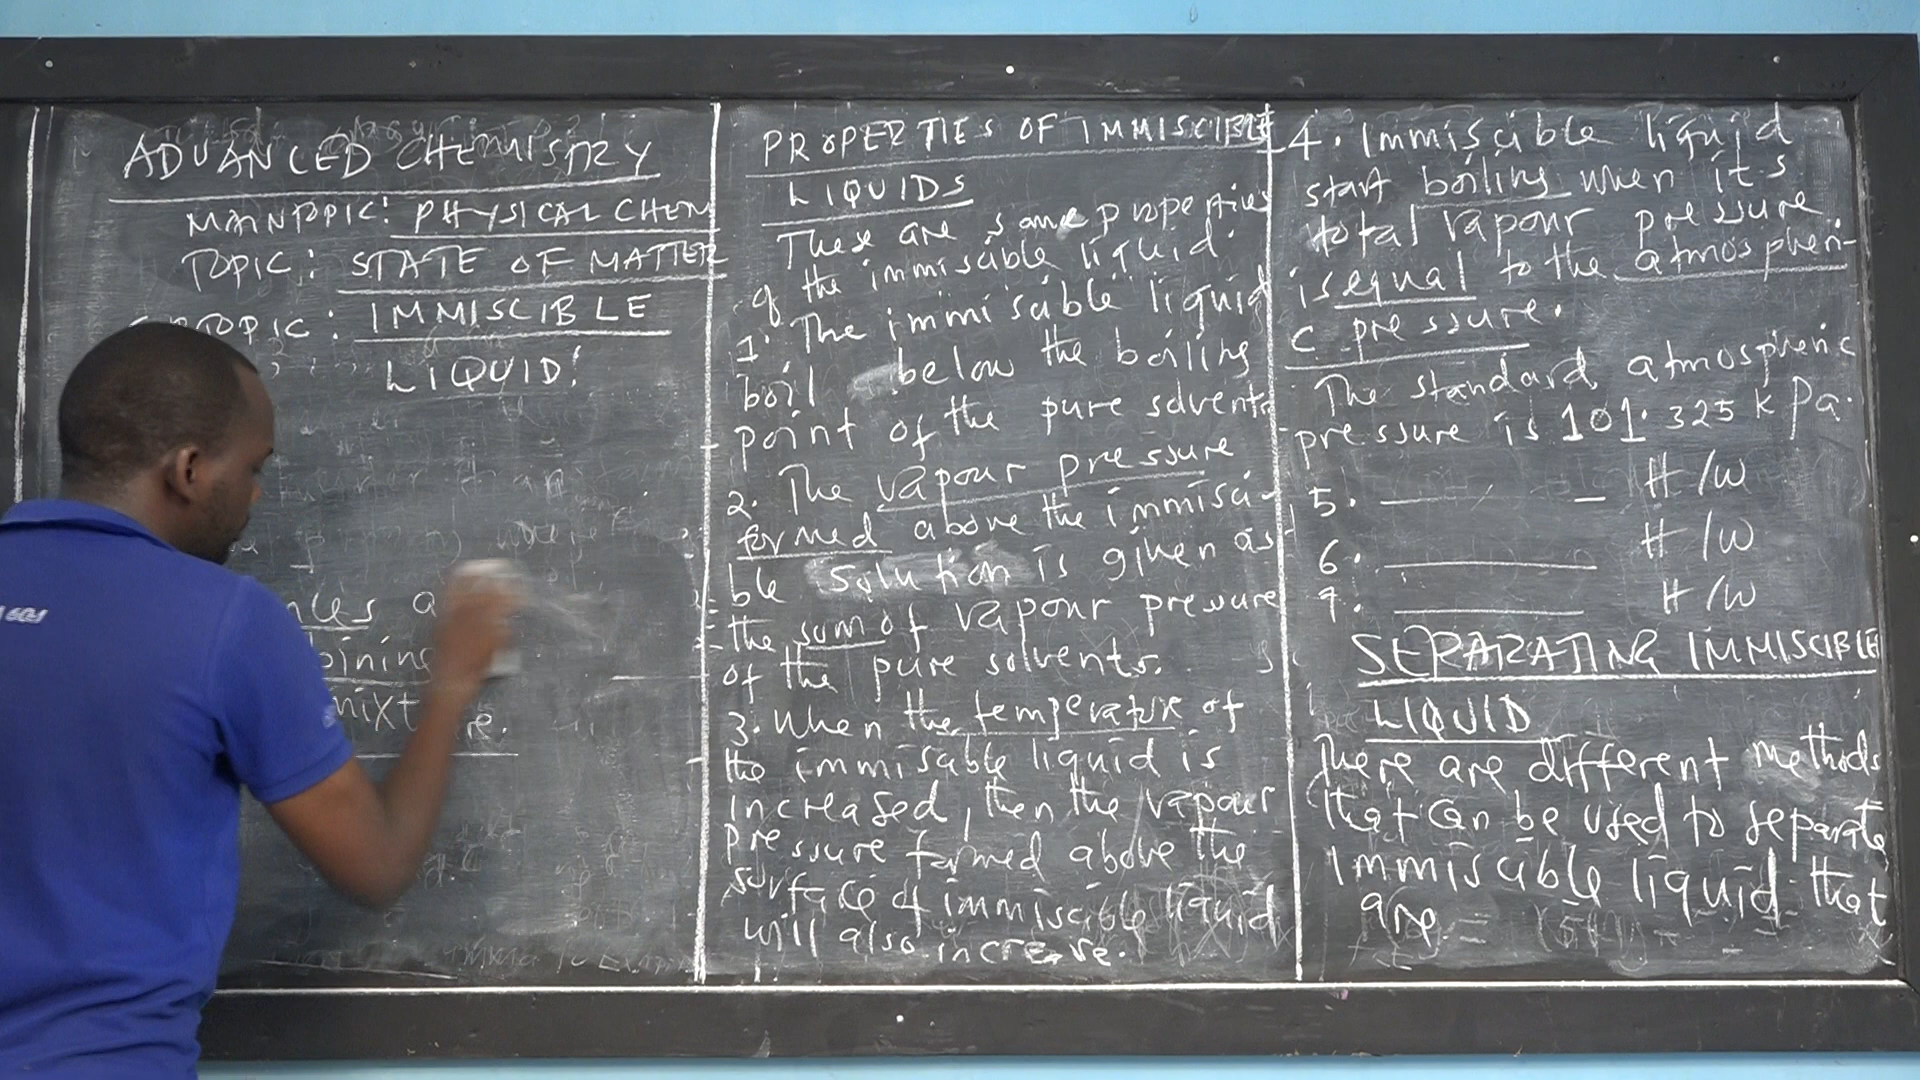 ADVANCED CHEMISTRY
MAINTOPIC: PHYSICAL CHEM
TOPIC: STATE OF MATTER
TOPIC: IMMISCIBLE
LIQUID!
mixt re.
PROPERTIES OF IMMISCIBLE
LIQUIDS
These are some properties
of the immiscible liquid.
1. The immiscible liquid
boil below the boiling
point of the pure solvents
2. The vapour pressure
formed above the immisci-
ble solution is given as
the sum of vapour pressure
of the pure solvents.
3. When the temperature of
the immiscible liquid is
increased, then the vapour
pressure formed above the
surface of immiscible liquid
will also increase.
4. Immiscible liquid
start boiling when it's
total vapour pressure
is equal to the atmospheri-
c pressure.
The standard atmospheric
pressure is 101.325 kPa.
5. H/W
6. H/W
7. H/W
SEPARATING IMMISCIBLE
LIQUID
There are different methods
that can be used to separate
immiscible liquid that
are =